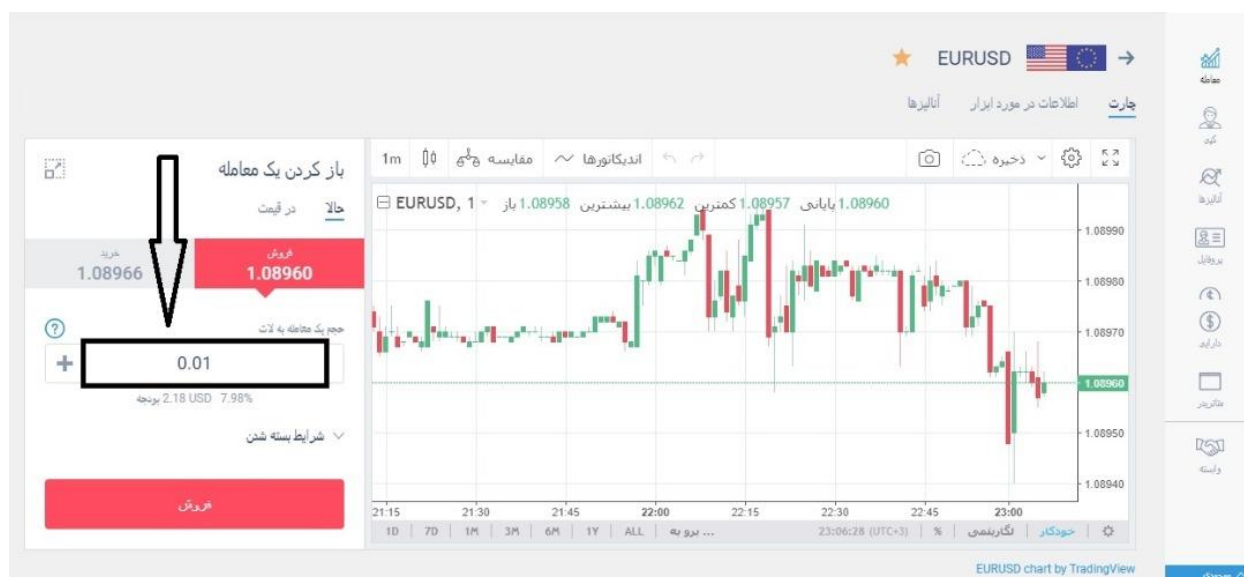 معامله
کپی
آنالیزها
پروفایل
دارایی
متاتریدر
وابسته
EURUSD
چارت
اطلاعات در مورد ابزار
آنالیزها
1m
مقایسه
اندیکاتورها
ذخیره
EURUSD, 1
باز 1.08958 بیشترین 1.08962 کمترین 1.08957 پایانی 1.08960
1.08990
1.08980
1.08970
1.08960
1.08950
1.08940
21:15 21:30 21:45 22:00 22:15 22:30 22:45 23:00
1D 7D 1M 3M 6M 1Y ALL برو به ...
23:06:28 (UTC+3) % لگاریتمی خودکار
EURUSD chart by TradingView
باز کردن یک معامله
حالا
در قیمت
فروش
1.08960
خرید
1.08966
حجم یک معامله به لات
?
0.01
+
7.98% 2.18 USD بودجه
شرایط بسته شدن
فروش